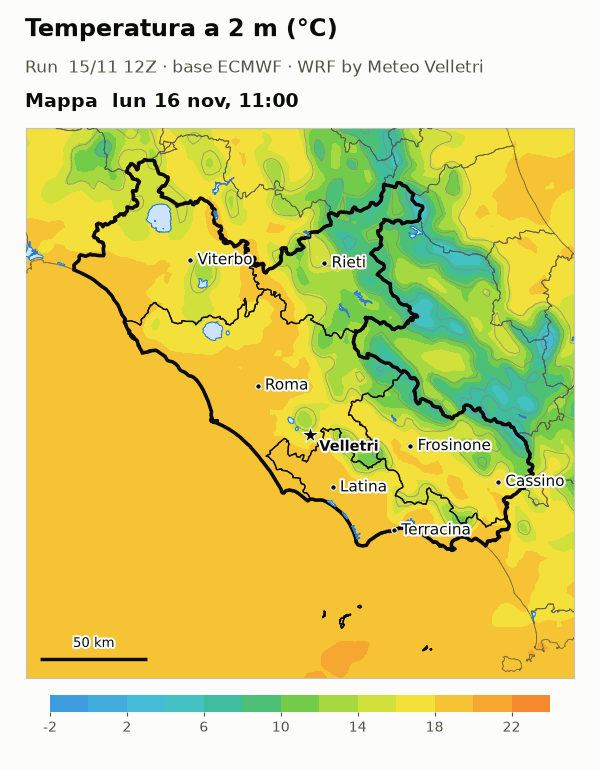 Temperatura a 2 m (°C)
Run  15/11 12Z · base ECMWF · WRF by Meteo Velletri
Mappa  lun 16 nov, 11:00
Viterbo
Rieti
Roma
Velletri
Frosinone
Cassino
Latina
Terracina
50 km
-2 2 6 10 14 18 22